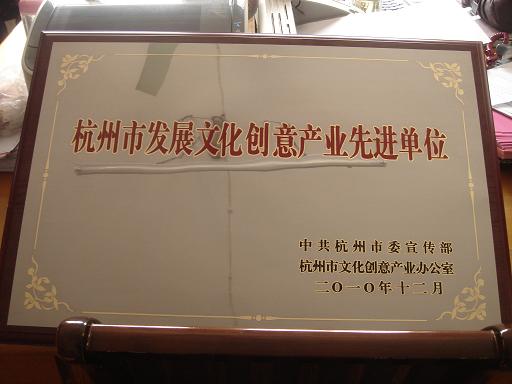 杭州市发展文化创意产业先进单位
中共杭州市委宣传部
杭州市文化创意产业办公室
二〇一〇年十二月